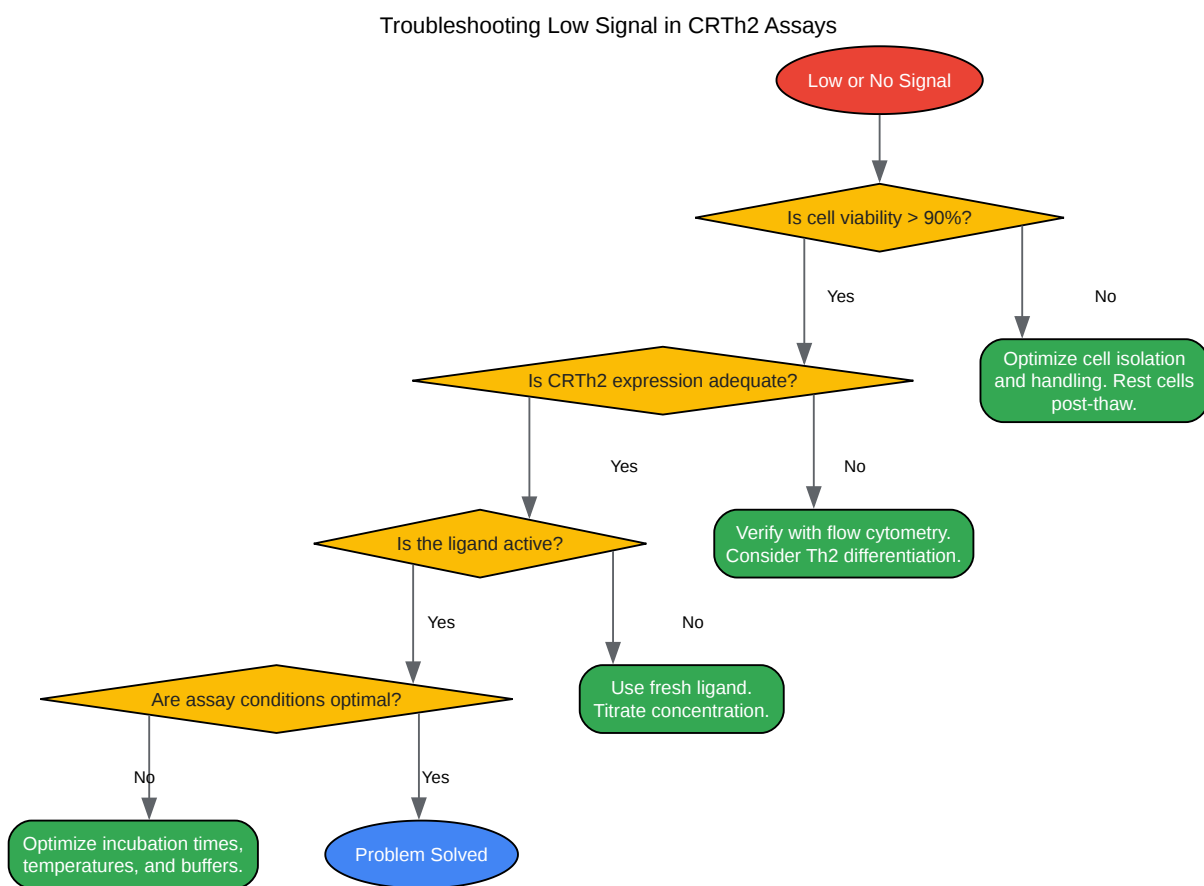 Troubleshooting Low Signal in CRTh2 Assays
Low or No Signal
Is cell viability > 90%?
Yes
No
Optimize cell isolation
and handling. Rest cells
post-thaw.
Is CRTh2 expression adequate?
Yes
No
Verify with flow cytometry.
Consider Th2 differentiation.
Is the ligand active?
Yes
No
Use fresh ligand.
Titrate concentration.
Are assay conditions optimal?
No
Yes
Optimize incubation times,
temperatures, and buffers.
Problem Solved